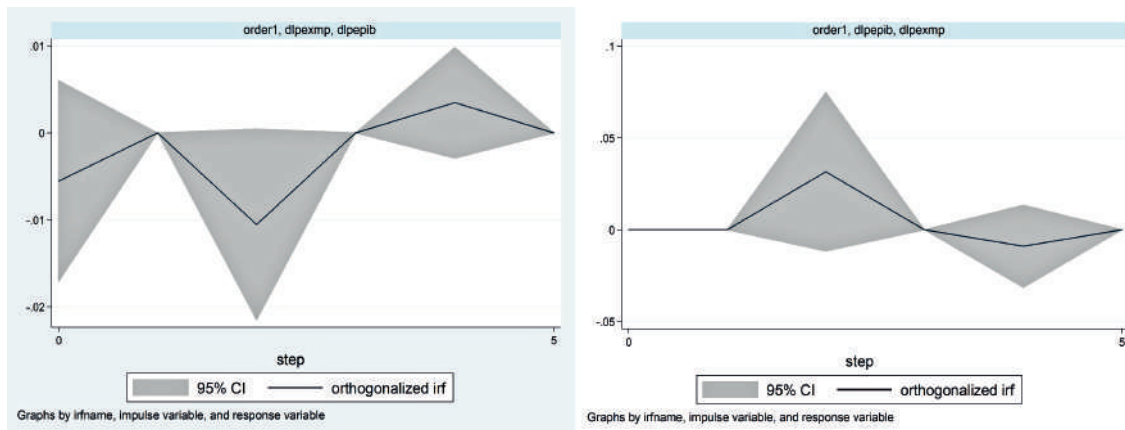 order1, dlpexmp, dlpepib
.01
0
-.01
-.02
0
5
step
95% CI
orthogonalized irf
Graphs by irfname, impulse variable, and response variable
order1, dlpepib, dlpexmp
.1
.05
0
-.05
0
5
step
95% CI
orthogonalized irf
Graphs by irfname, impulse variable, and response variable